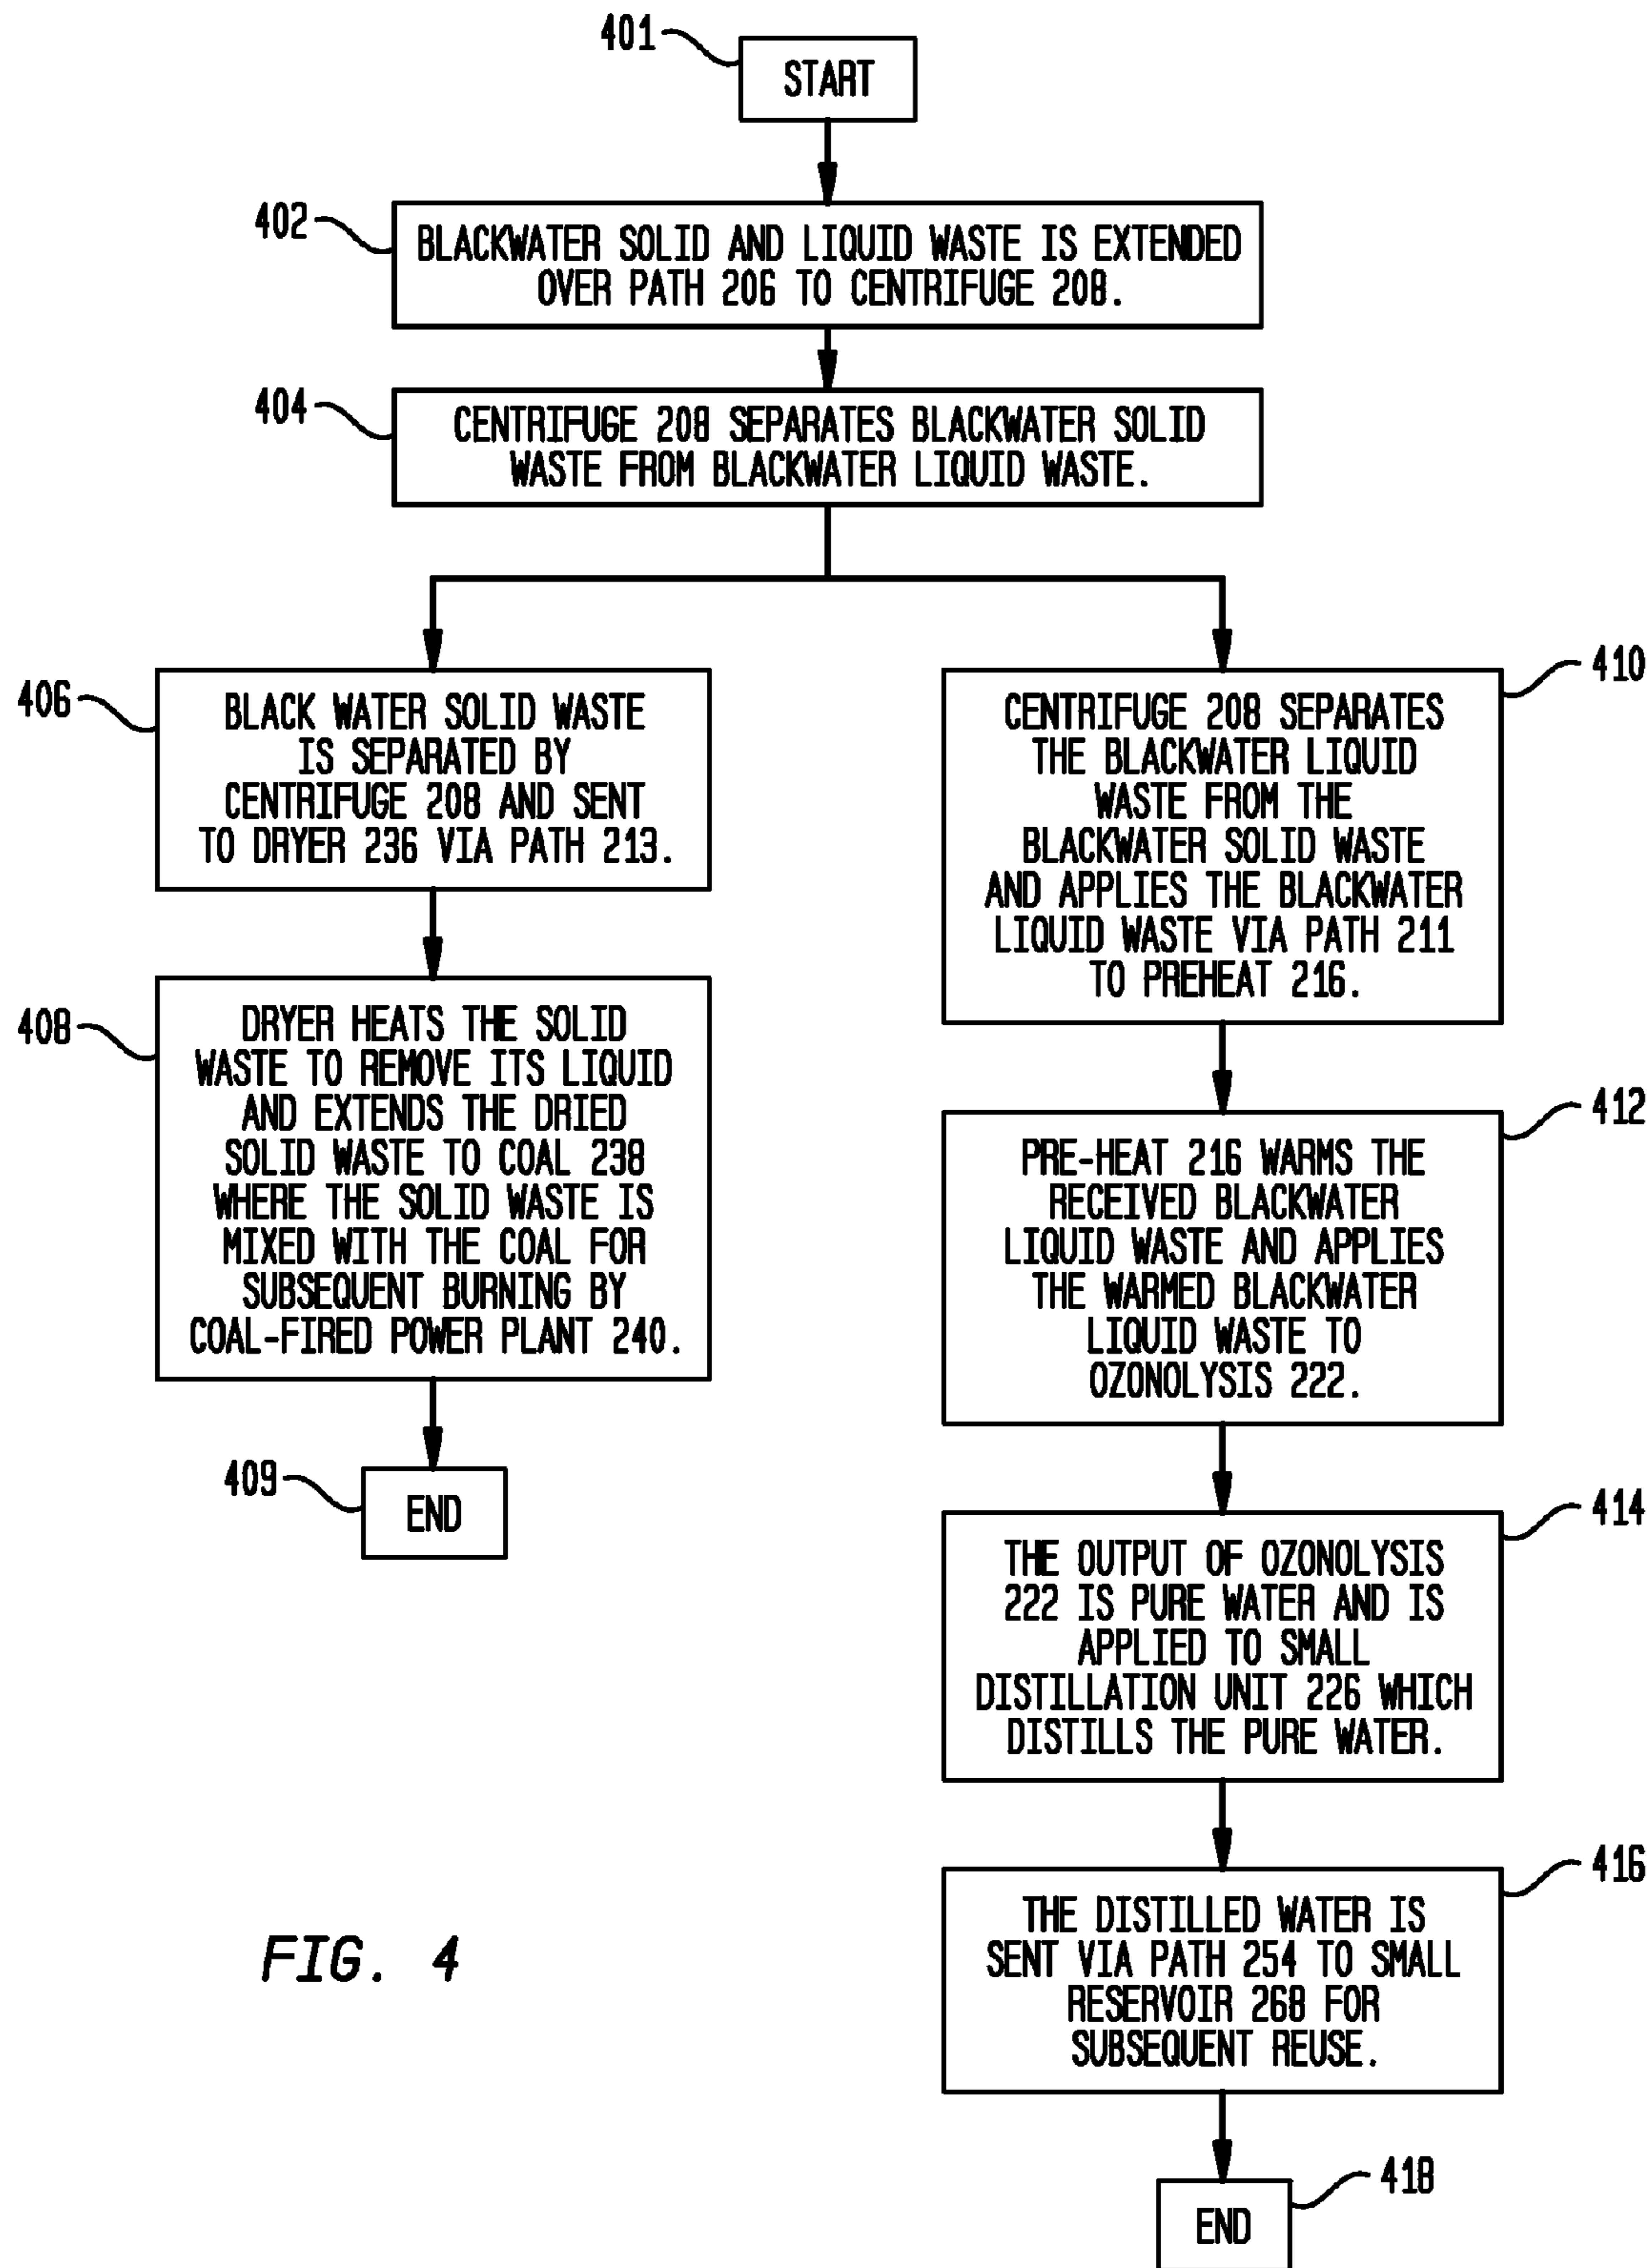 401
START
402
BLACKWATER SOLID AND LIQUID WASTE IS EXTENDED
OVER PATH 206 TO CENTRIFUGE 208.
404
CENTRIFUGE 208 SEPARATES BLACKWATER SOLID
WASTE FROM BLACKWATER LIQUID WASTE.
406
BLACK WATER SOLID WASTE
IS SEPARATED BY
CENTRIFUGE 208 AND SENT
TO DRYER 236 VIA PATH 213.
408
DRYER HEATS THE SOLID
WASTE TO REMOVE ITS LIQUID
AND EXTENDS THE DRIED
SOLID WASTE TO COAL 238
WHERE THE SOLID WASTE IS
MIXED WITH THE COAL FOR
SUBSEQUENT BURNING BY
COAL-FIRED POWER PLANT 240.
409
END
410
CENTRIFUGE 208 SEPARATES
THE BLACKWATER LIQUID
WASTE FROM THE
BLACKWATER SOLID WASTE
AND APPLIES THE BLACKWATER
LIQUID WASTE VIA PATH 211
TO PREHEAT 216.
412
PRE-HEAT 216 WARMS THE
RECEIVED BLACKWATER
LIQUID WASTE AND APPLIES
THE WARMED BLACKWATER
LIQUID WASTE TO
OZONOLYSIS 222.
414
THE OUTPUT OF OZONOLYSIS
222 IS PURE WATER AND IS
APPLIED TO SMALL
DISTILLATION UNIT 226 WHICH
DISTILLS THE PURE WATER.
416
THE DISTILLED WATER IS
SENT VIA PATH 254 TO SMALL
RESERVOIR 268 FOR
SUBSEQUENT REUSE.
418
END
FIG. 4